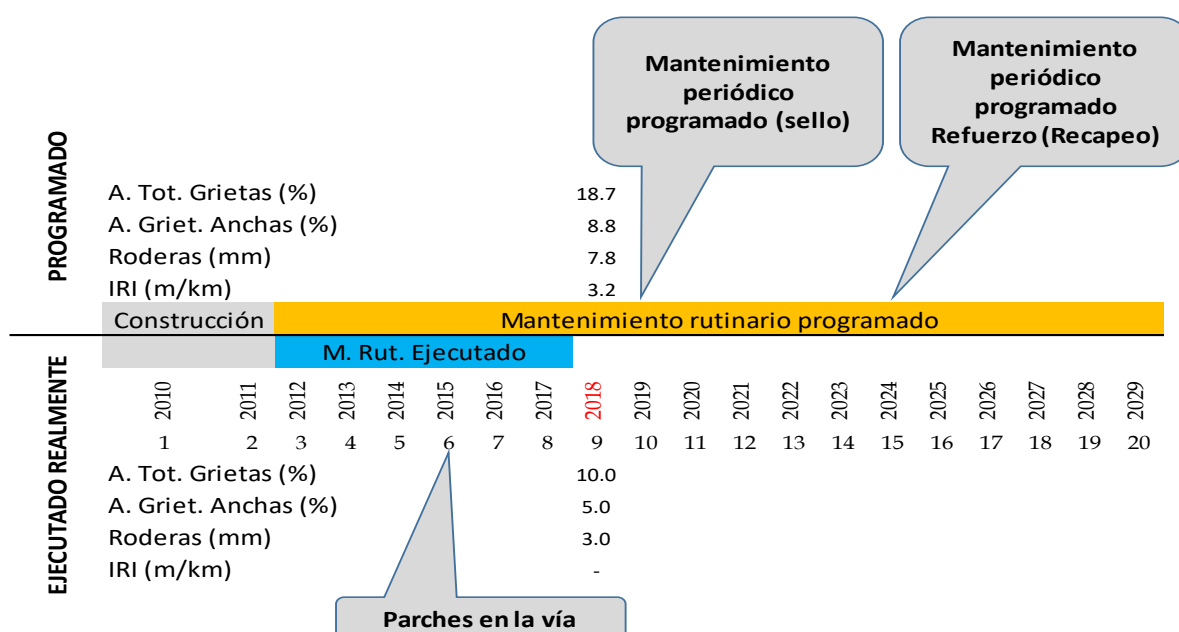 Mantenimiento
periódico
programado (sello)
Mantenimiento
periódico
programado
Refuerzo (Recapeo)
PROGRAMADO
A. Tot. Grietas (%) 18.7
A. Griet. Anchas (%) 8.8
Roderas (mm) 7.8
IRI (m/km) 3.2
Construcción Mantenimiento rutinario programado
M. Rut. Ejecutado
EJECUTADO REALMENTE
2010 2011 2012 2013 2014 2015 2016 2017 2018 2019 2020 2021 2022 2023 2024 2025 2026 2027 2028 2029
1 2 3 4 5 6 7 8 9 10 11 12 13 14 15 16 17 18 19 20
A. Tot. Grietas (%) 10.0
A. Griet. Anchas (%) 5.0
Roderas (mm) 3.0
IRI (m/km) -
Parches en la vía